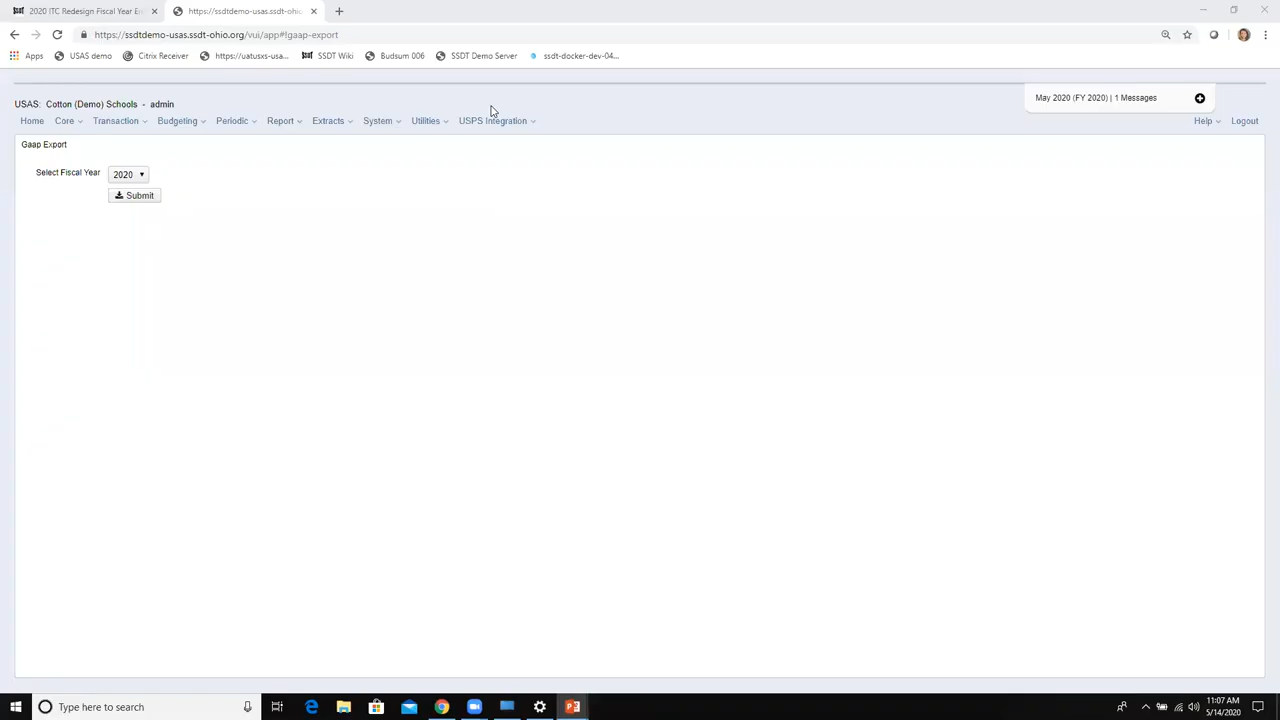 2020 ITC Redesign Fiscal Year En
https://ssdtdemo-usas.ssdt-ohio.
https://ssdtdemo-usas.ssdt-ohio.org/vui/app#!gaap-export
Apps USAS demo Citrix Receiver https://uatusxs-usa... SSDT Wiki Budsum 006 SSDT Demo Server ssdt-docker-dev-04...
USAS: Cotton (Demo) Schools - admin
May 2020 (FY 2020) | 1 Messages
Home Core Transaction Budgeting Periodic Report Extracts System Utilities USPS Integration Help Logout
Gaap Export
Select Fiscal Year 2020
Submit
Type here to search
11:07 AM
5/14/2020